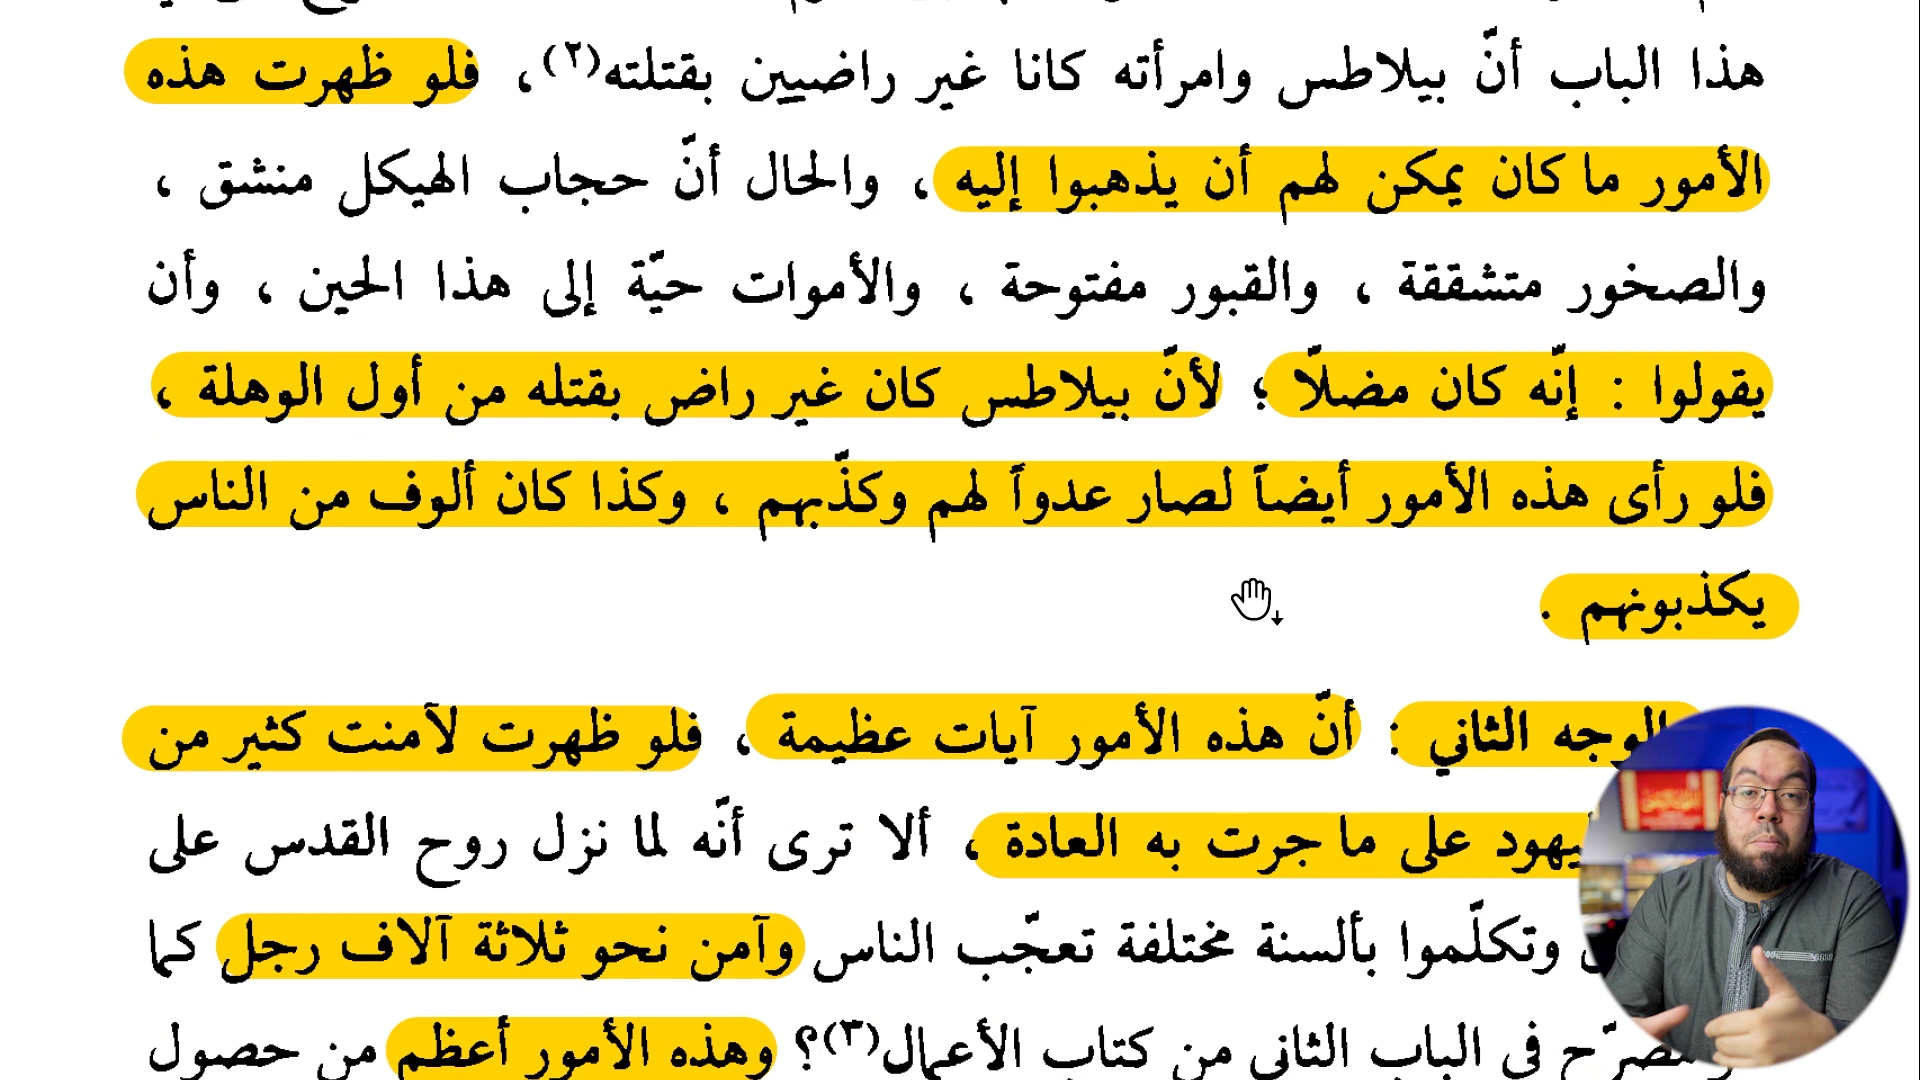 هذا الباب أنّ بيلاطس وامرأته كانا غير راضيين بقتلته(٢) ، فلو ظهرت هذه
الأمور ما كان يمكن لهم أن يذهبوا إليه ، والحال أنّ حجاب الهيكل منشق ،
والصخور متشققة ، والقبور مفتوحة ، والأموات حيّة إلى هذا الحين ، وأن
يقولوا : إنّه كان مضلّا ؛ لأنّ بيلاطس كان غير راض بقتله من أول الوهلة ،
فلو رأى هذه الأمور أيضاً لصار عدواً لهم وكذّبهم ، وكذا كان ألوف من الناس
يكذبونهم .
الوجه الثاني : أنّ هذه الأمور آيات عظيمة ، فلو ظهرت لآمنت كثير من
على ما جرت به العادة ، ألا ترى أنّه لما نزل روح القدس على
وتكلّموا بألسنة مختلفة تعجّب الناس وآمن نحو ثلاثة آلاف رجل كما
في الباب الثاني من كتاب الأعمال(٣)؟ وهذه الأمور أعظم من حصول